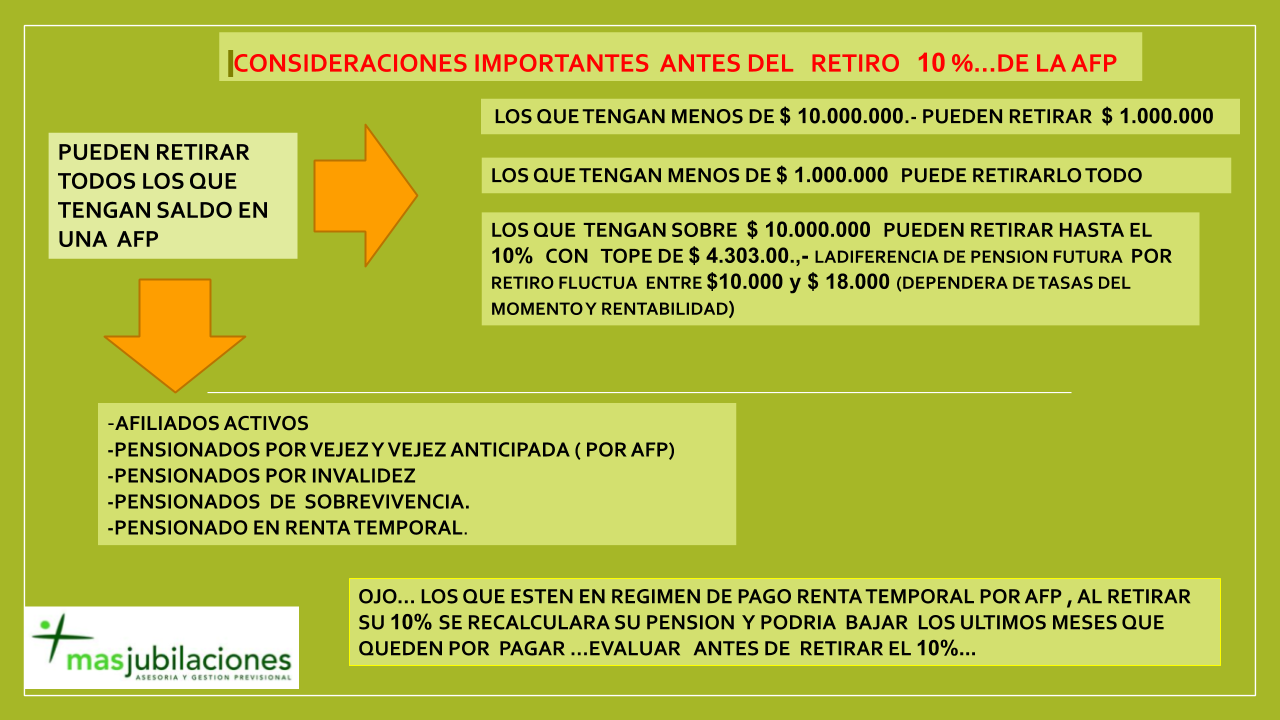 CONSIDERACIONES IMPORTANTES ANTES DEL RETIRO 10 %...DE LA AFP
LOS QUE TENGAN MENOS DE $ 10.000.000.- PUEDEN RETIRAR $ 1.000.000
PUEDEN RETIRAR
TODOS LOS QUE
TENGAN SALDO EN
UNA AFP
LOS QUE TENGAN MENOS DE $ 1.000.000 PUEDE RETIRARLO TODO
LOS QUE TENGAN SOBRE $ 10.000.000 PUEDEN RETIRAR HASTA EL
10% CON TOPE DE $ 4.303.00.,- LADIFERENCIA DE PENSION FUTURA POR
RETIRO FLUCTUA ENTRE $10.000 y $ 18.000 (DEPENDERA DE TASAS DEL
MOMENTO Y RENTABILIDAD)
-AFILIADOS ACTIVOS
-PENSIONADOS POR VEJEZ Y VEJEZ ANTICIPADA ( POR AFP)
-PENSIONADOS POR INVALIDEZ
-PENSIONADOS DE SOBREVIVENCIA.
-PENSIONADO EN RENTA TEMPORAL.
OJO... LOS QUE ESTEN EN REGIMEN DE PAGO RENTA TEMPORAL POR AFP , AL RETIRAR
SU 10% SE RECALCULARA SU PENSION Y PODRIA BAJAR LOS ULTIMOS MESES QUE
QUEDEN POR PAGAR ...EVALUAR ANTES DE RETIRAR EL 10%...
masjubilaciones
ASESORIA Y GESTION PREVISIONAL